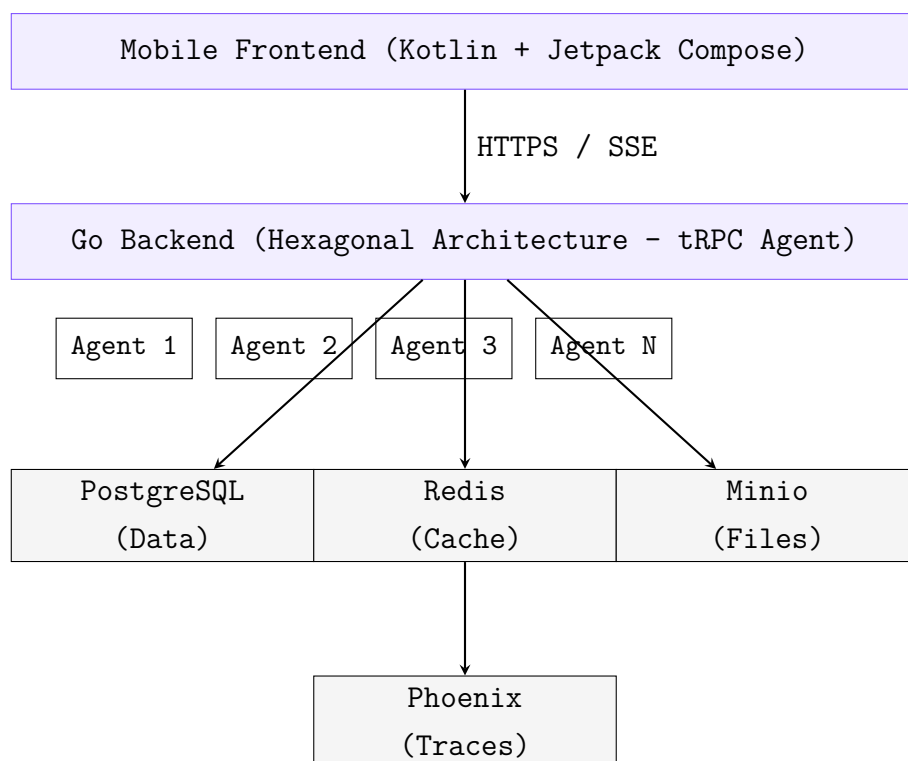 Mobile Frontend (Kotlin + Jetpack Compose)
HTTPS / SSE
Go Backend (Hexagonal Architecture - tRPC Agent)
Agent 1
Agent 2
Agent 3
Agent N
PostgreSQL
(Data)
Redis
(Cache)
Minio
(Files)
Phoenix
(Traces)